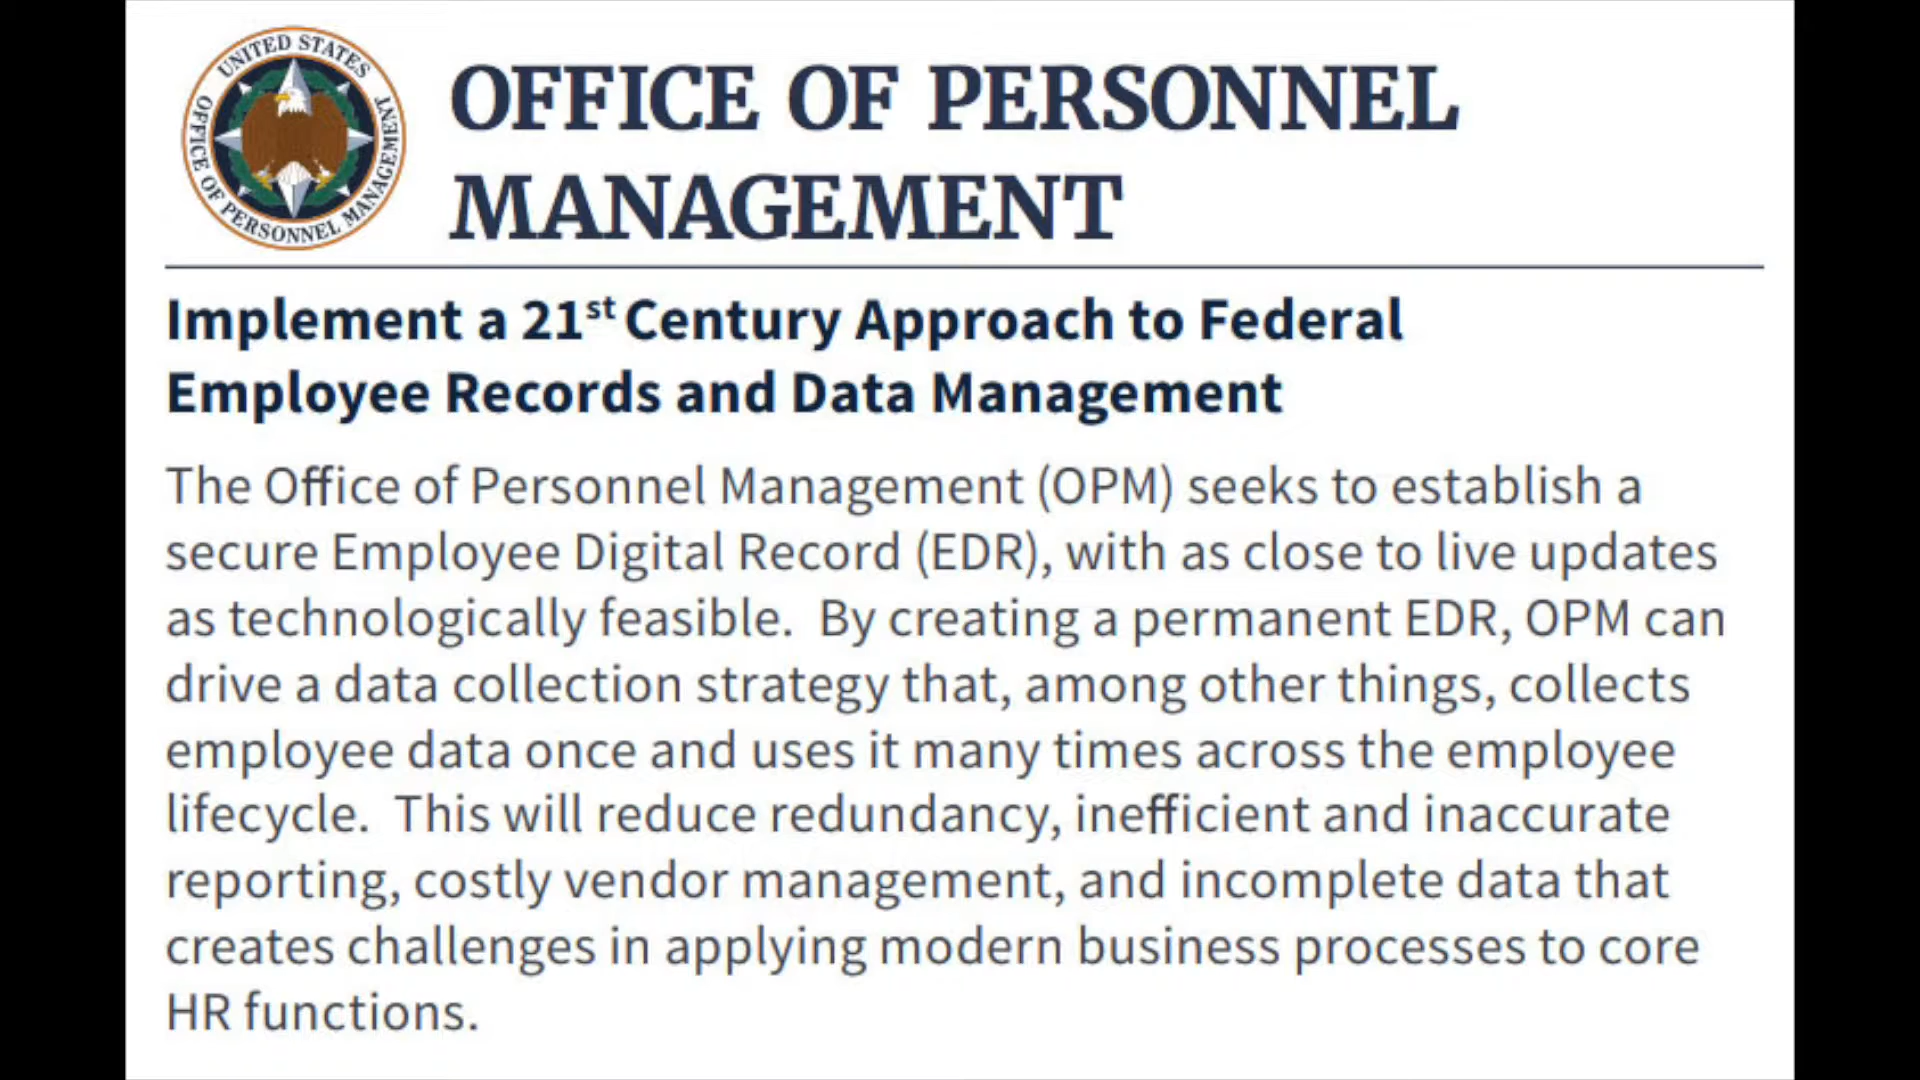 UNITED STATES
OFFICE OF PERSONNEL MANAGEMENT
OFFICE OF PERSONNEL
MANAGEMENT
Implement a 21st Century Approach to Federal
Employee Records and Data Management
The Office of Personnel Management (OPM) seeks to establish a
secure Employee Digital Record (EDR), with as close to live updates
as technologically feasible.  By creating a permanent EDR, OPM can
drive a data collection strategy that, among other things, collects
employee data once and uses it many times across the employee
lifecycle.  This will reduce redundancy, inefficient and inaccurate
reporting, costly vendor management, and incomplete data that
creates challenges in applying modern business processes to core
HR functions.